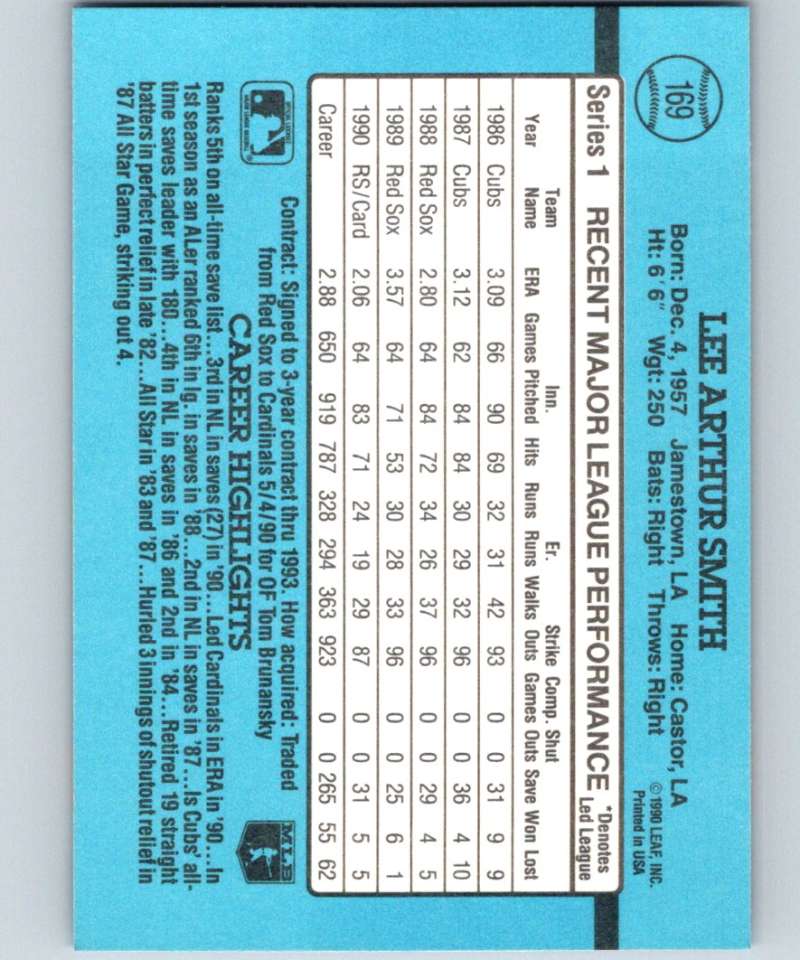 169
LEE ARTHUR SMITH
Born: Dec. 4, 1957 Jamestown, LA Home: Castor, LA
Ht: 6'6" Wgt: 250 Bats: Right Throws: Right
©1990 LEAF, INC.
Printed in USA
Series 1 RECENT MAJOR LEAGUE PERFORMANCE *Denotes Led League
Team Inn. Er. Strike Comp. Shut
Year Name ERA Games Pitched Hits Runs Runs Walks Outs Games Outs Save Won Lost
1986 Cubs 3.09 66 90 69 32 31 42 93 0 0 31 9 9
1987 Cubs 3.12 62 84 84 30 29 32 96 0 0 36 4 10
1988 Red Sox 2.80 64 84 72 34 26 37 96 0 0 29 4 5
1989 Red Sox 3.57 64 71 53 30 28 33 96 0 0 25 6 1
1990 RS/Card 2.06 64 83 71 24 19 29 87 0 0 31 5 5
Career 2.88 650 919 787 328 294 363 923 0 0 265 55 62
OFFICIAL LICENSEE
MAJOR LEAGUE BASEBALL
Contract: Signed to 3-year contract thru 1993. How acquired: Traded
from Red Sox to Cardinals 5/4/90 for OF Tom Brunansky
MLB
CAREER HIGHLIGHTS
Ranks 5th on all-time save list...3rd in NL in saves (27) in '90...Led Cardinals in ERA in '90...In
1st season as an ALer ranked 6th in lg. in saves in '88...2nd in NL in saves in '87...Is Cubs' all-
time saves leader with 180...4th in NL in saves in '86 and 2nd in '84...Retired 19 straight
batters in perfect relief in late '82...All Star in '83 and '87...Hurled 3 innings of shutout relief in
'87 All Star Game, striking out 4.